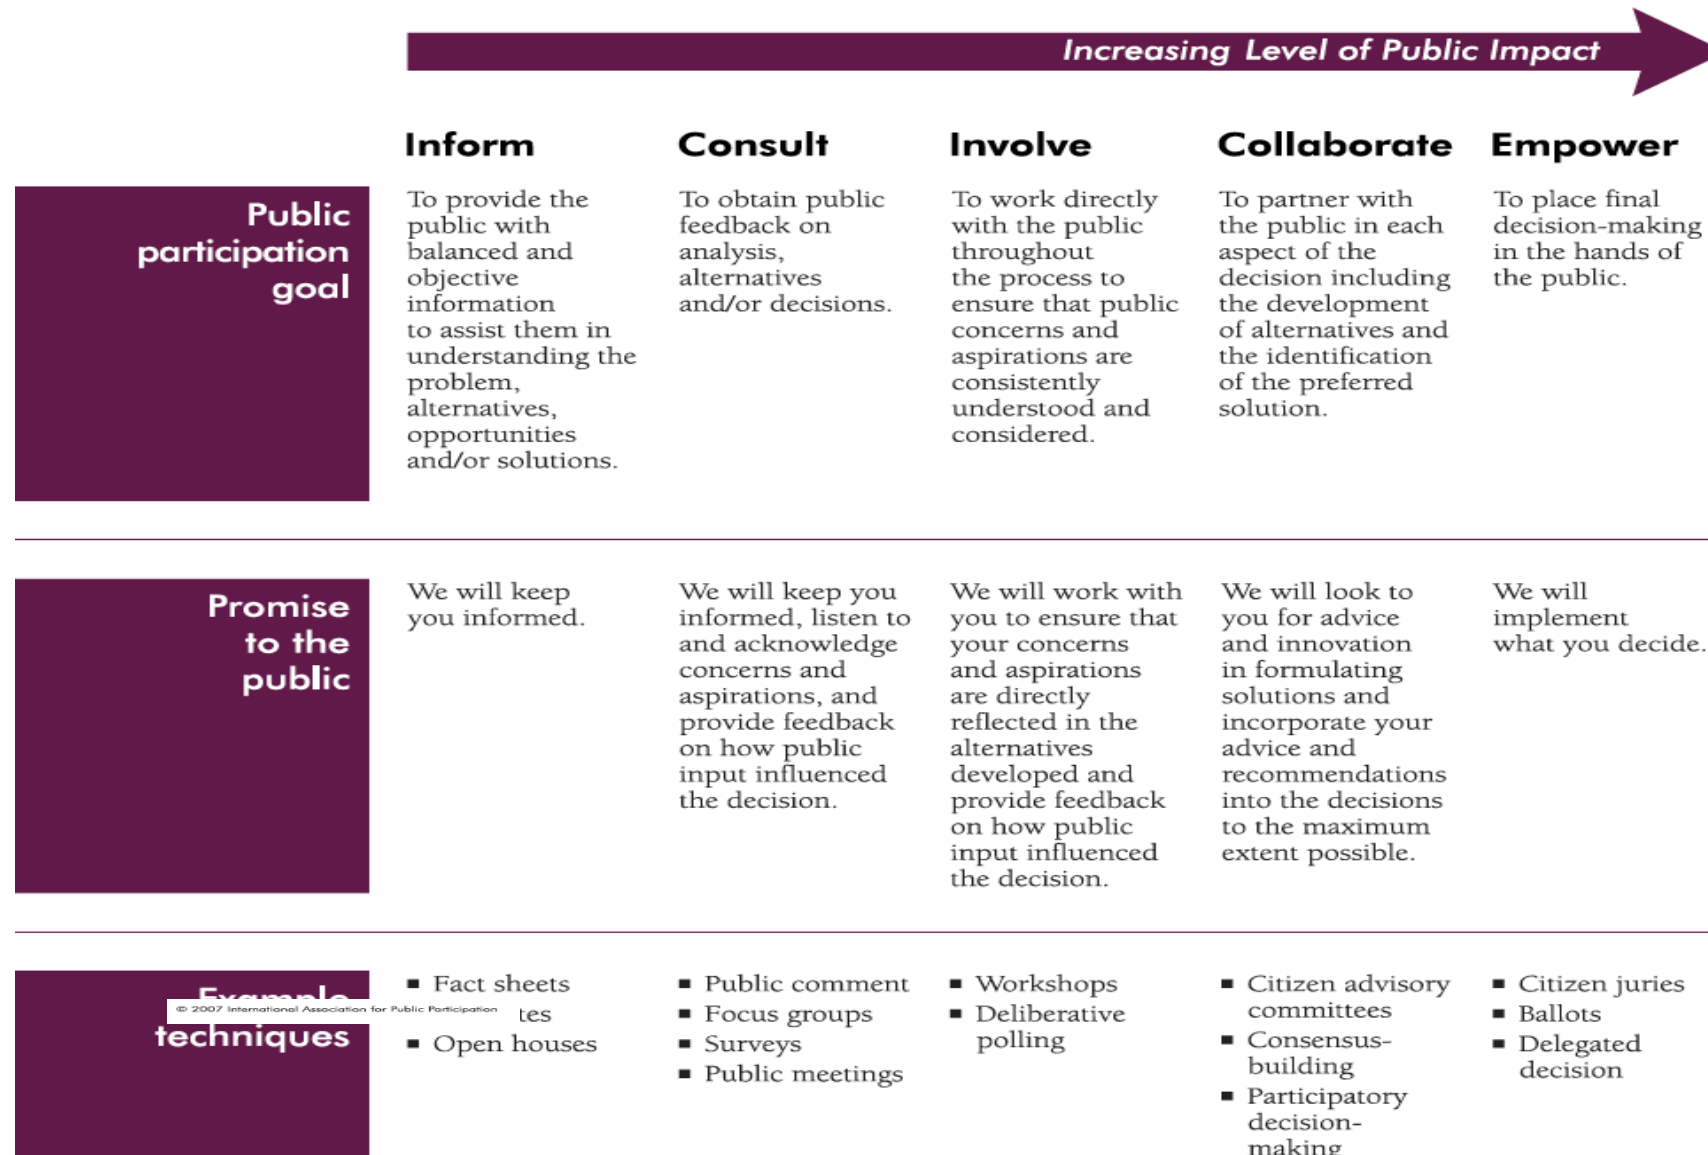 Increasing Level of Public Impact
Inform
Consult
Involve
Collaborate
Empower
Public
participation
goal
To provide the
public with
balanced and
objective
information
to assist them in
understanding the
problem,
alternatives,
opportunities
and/or solutions.
To obtain public
feedback on
analysis,
alternatives
and/or decisions.
To work directly
with the public
throughout
the process to
ensure that public
concerns and
aspirations are
consistently
understood and
considered.
To partner with
the public in each
aspect of the
decision including
the development
of alternatives and
the identification
of the preferred
solution.
To place final
decision-making
in the hands of
the public.
Promise
to the
public
We will keep
you informed.
We will keep you
informed, listen to
and acknowledge
concerns and
aspirations, and
provide feedback
on how public
input influenced
the decision.
We will work with
you to ensure that
your concerns
and aspirations
are directly
reflected in the
alternatives
developed and
provide feedback
on how public
input influenced
the decision.
We will look to
you for advice
and innovation
in formulating
solutions and
incorporate your
advice and
recommendations
into the decisions
to the maximum
extent possible.
We will
implement
what you decide.
Example
techniques
© 2007 International Association for Public Participation
▪ Fact sheets
▪ Open houses
▪ Public comment
▪ Focus groups
▪ Surveys
▪ Public meetings
▪ Workshops
▪ Deliberative
polling
▪ Citizen advisory
committees
▪ Consensus-
building
▪ Participatory
decision-
making
▪ Citizen juries
▪ Ballots
▪ Delegated
decision